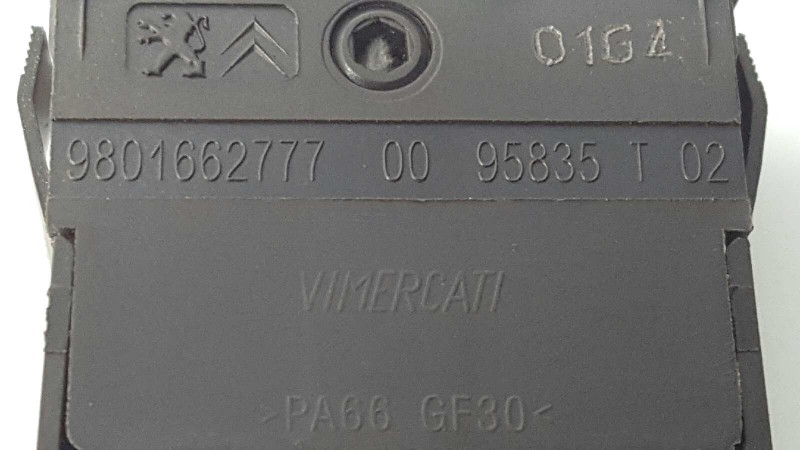 01G4
9801662777 00 95835 T 02
VIMERCATI
>PA66 GF30<